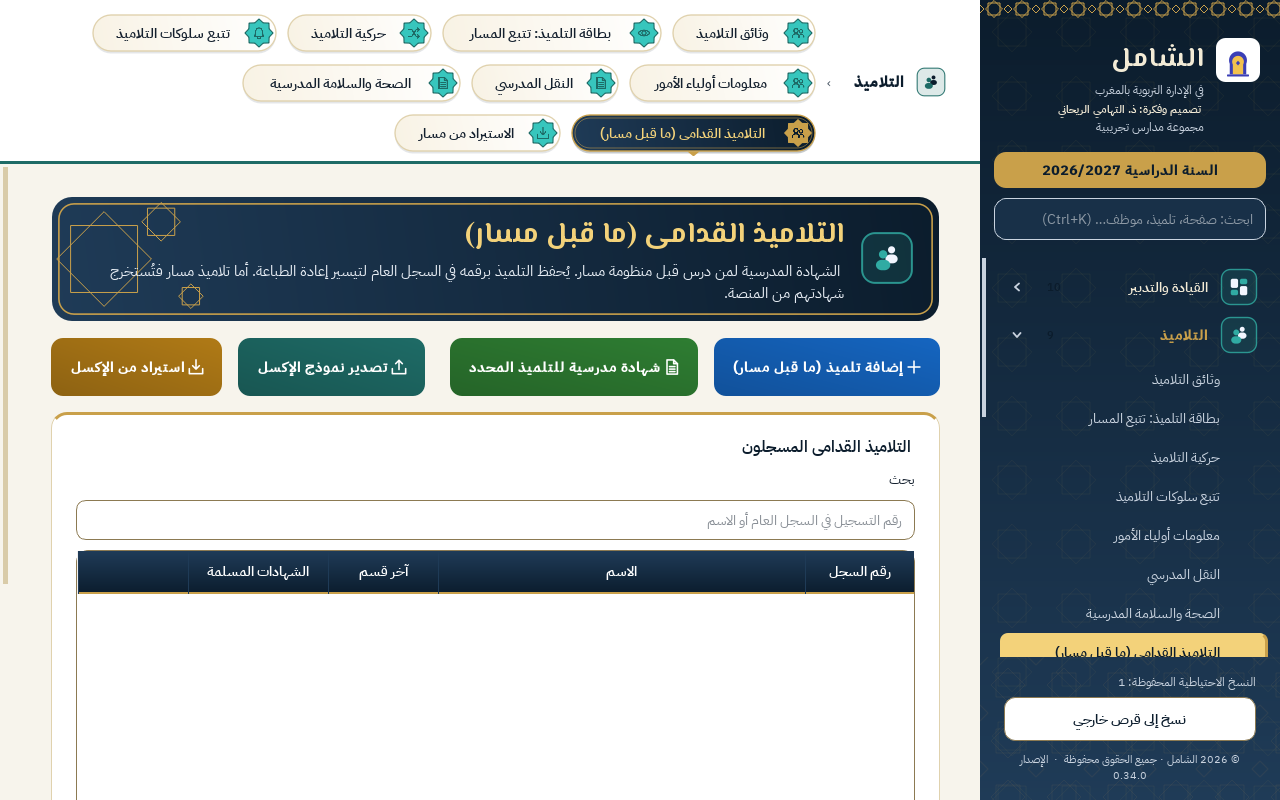 الشامل
في الإدارة التربوية بالمغرب
تصميم وفكرة: ذ. التهامي الريحاني
مجموعة مدارس تجريبية
السنة الدراسية 2026/2027
ابحث: صفحة، تلميذ، موظف... (Ctrl+K)
القيادة والتدبير 10
التلاميذ 9
وثائق التلاميذ
بطاقة التلميذ: تتبع المسار
حركية التلاميذ
تتبع سلوكات التلاميذ
معلومات أولياء الأمور
النقل المدرسي
الصحة والسلامة المدرسية
التلاميذ القدامى (ما قبل مسار)
النسخ الاحتياطية المحفوظة: 1
نسخ إلى قرص خارجي
© 2026 الشامل · جميع الحقوق محفوظة · الإصدار
0.34.0
التلاميذ ›
وثائق التلاميذ
بطاقة التلميذ: تتبع المسار
حركية التلاميذ
تتبع سلوكات التلاميذ
معلومات أولياء الأمور
النقل المدرسي
الصحة والسلامة المدرسية
التلاميذ القدامى (ما قبل مسار)
الاستيراد من مسار
التلاميذ القدامى (ما قبل مسار)
الشهادة المدرسية لمن درس قبل منظومة مسار. يُحفظ التلميذ برقمه في السجل العام لتيسير إعادة الطباعة. أما تلاميذ مسار فتُستخرج
شهادتهم من المنصة.
إضافة تلميذ (ما قبل مسار)
شهادة مدرسية للتلميذ المحدد
تصدير نموذج الإكسل
استيراد من الإكسل
التلاميذ القدامى المسجلون
بحث
رقم التسجيل في السجل العام أو الاسم
رقم السجل الاسم آخر قسم الشهادات المسلمة